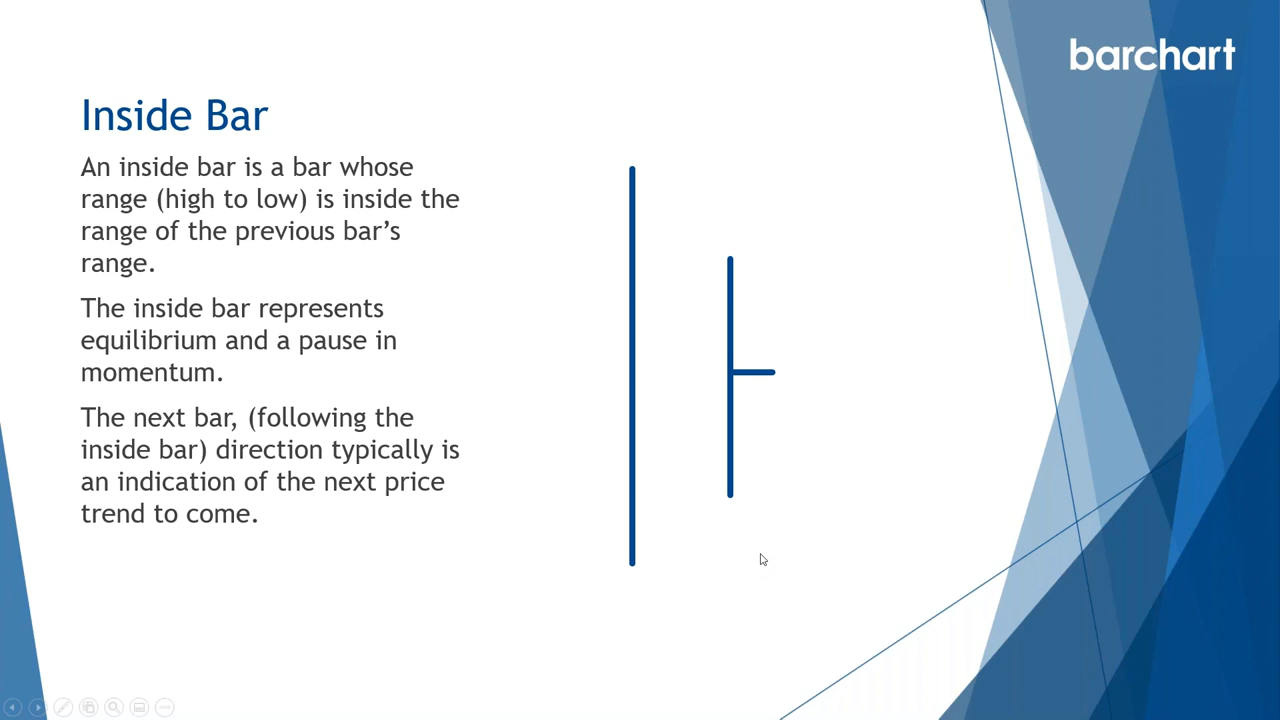 barchart
Inside Bar
An inside bar is a bar whose
range (high to low) is inside the
range of the previous bar’s
range.
The inside bar represents
equilibrium and a pause in
momentum.
The next bar, (following the
inside bar) direction typically is
an indication of the next price
trend to come.